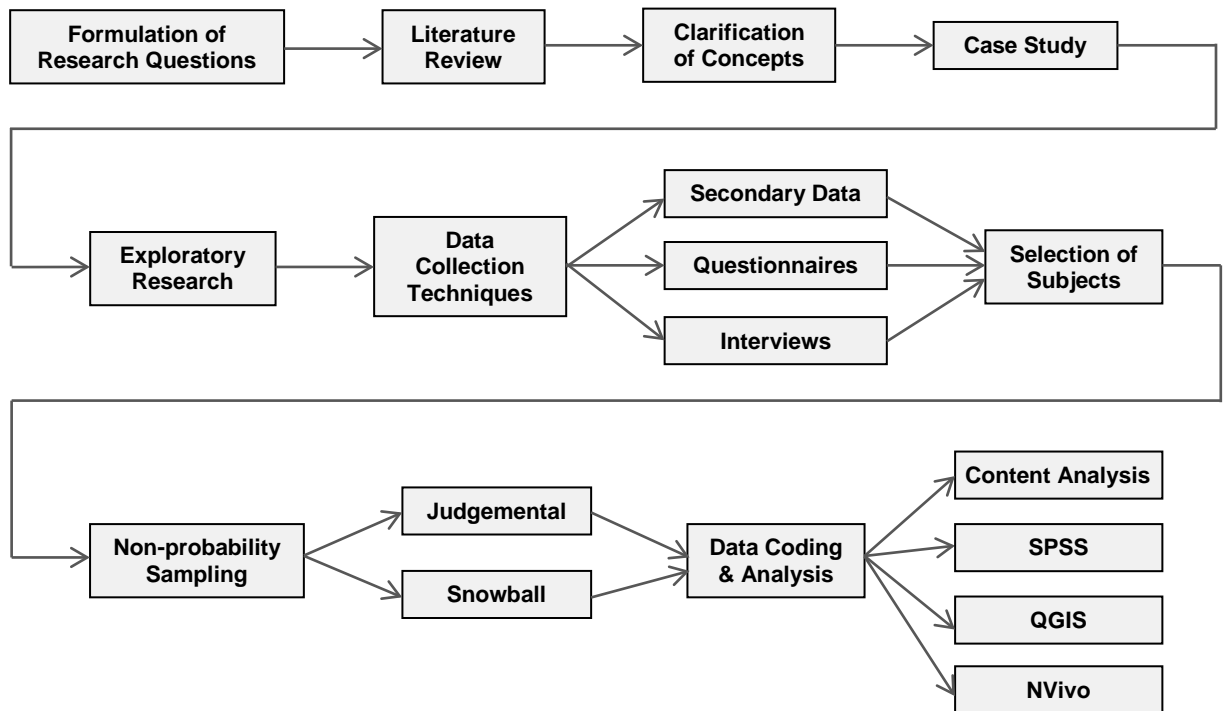 Formulation of
Research Questions
Literature
Review
Clarification
of Concepts
Case Study
Exploratory
Research
Data
Collection
Techniques
Secondary Data
Questionnaires
Interviews
Selection of
Subjects
Non-probability
Sampling
Judgemental
Snowball
Data Coding
& Analysis
Content Analysis
SPSS
QGIS
NVivo